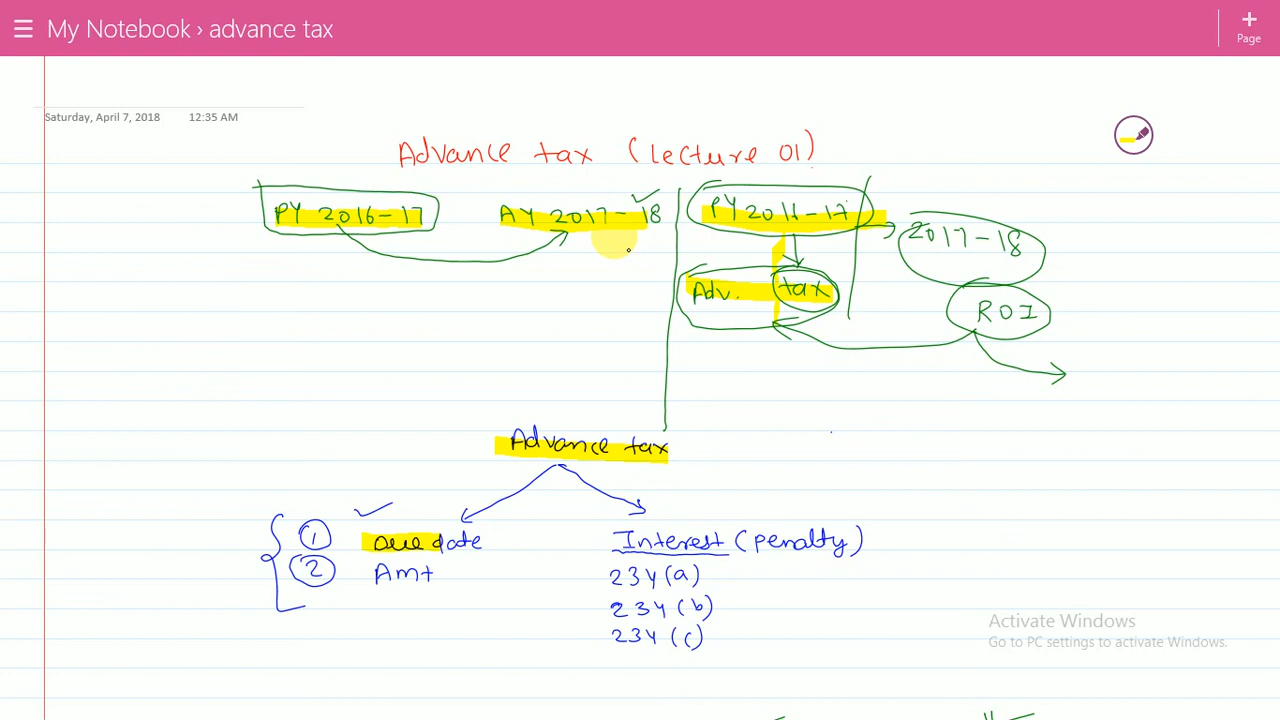 My Notebook › advance tax
Page
Saturday, April 7, 2018 12:35 AM
Advance tax (Lecture 01)
PY 2016-17 AY 2017-18 PY 2016-17 2017-18
Adv. tax
ROI
Advance tax
1 due date Interest (penalty)
2 Amt 234(a)
234(b)
234(c)
Activate Windows
Go to PC settings to activate Windows.